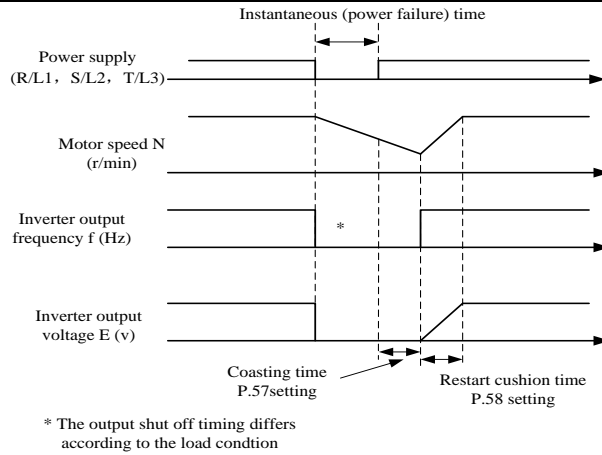 Instantaneous (power failure) time
Power supply
(R/L1, S/L2, T/L3)
Motor speed N
(r/min)
Inverter output
frequency f (Hz)
*
Inverter output
voltage E (v)
Coasting time
P.57setting
Restart cushion time
P.58 setting
* The output shut off timing differs
according to the load condtion